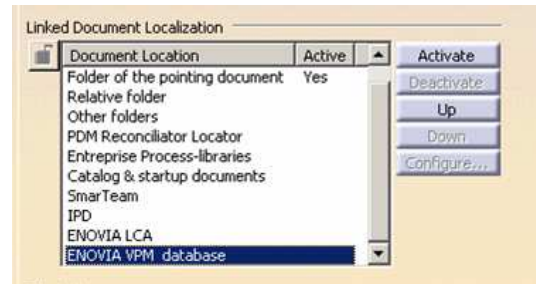 Linked Document Localization
Document Location Active Activate
Folder of the pointing document Yes Deactivate
Relative folder Up
Other folders
PDM Reconciliator Locator Down
Entreprise Process-libraries Configure...
Catalog & startup documents
SmarTeam
IPD
ENOVIA LCA
ENOVIA VPM database